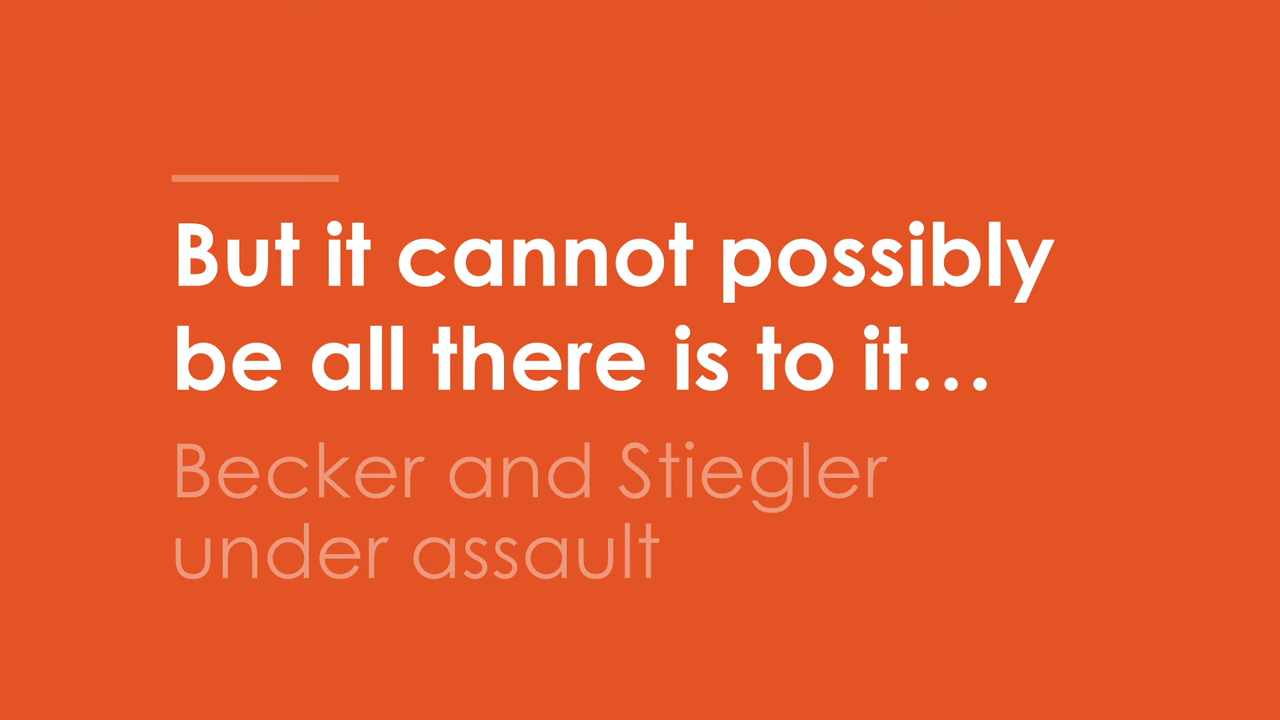 But it cannot possibly
be all there is to it…
Becker and Stiegler
under assault